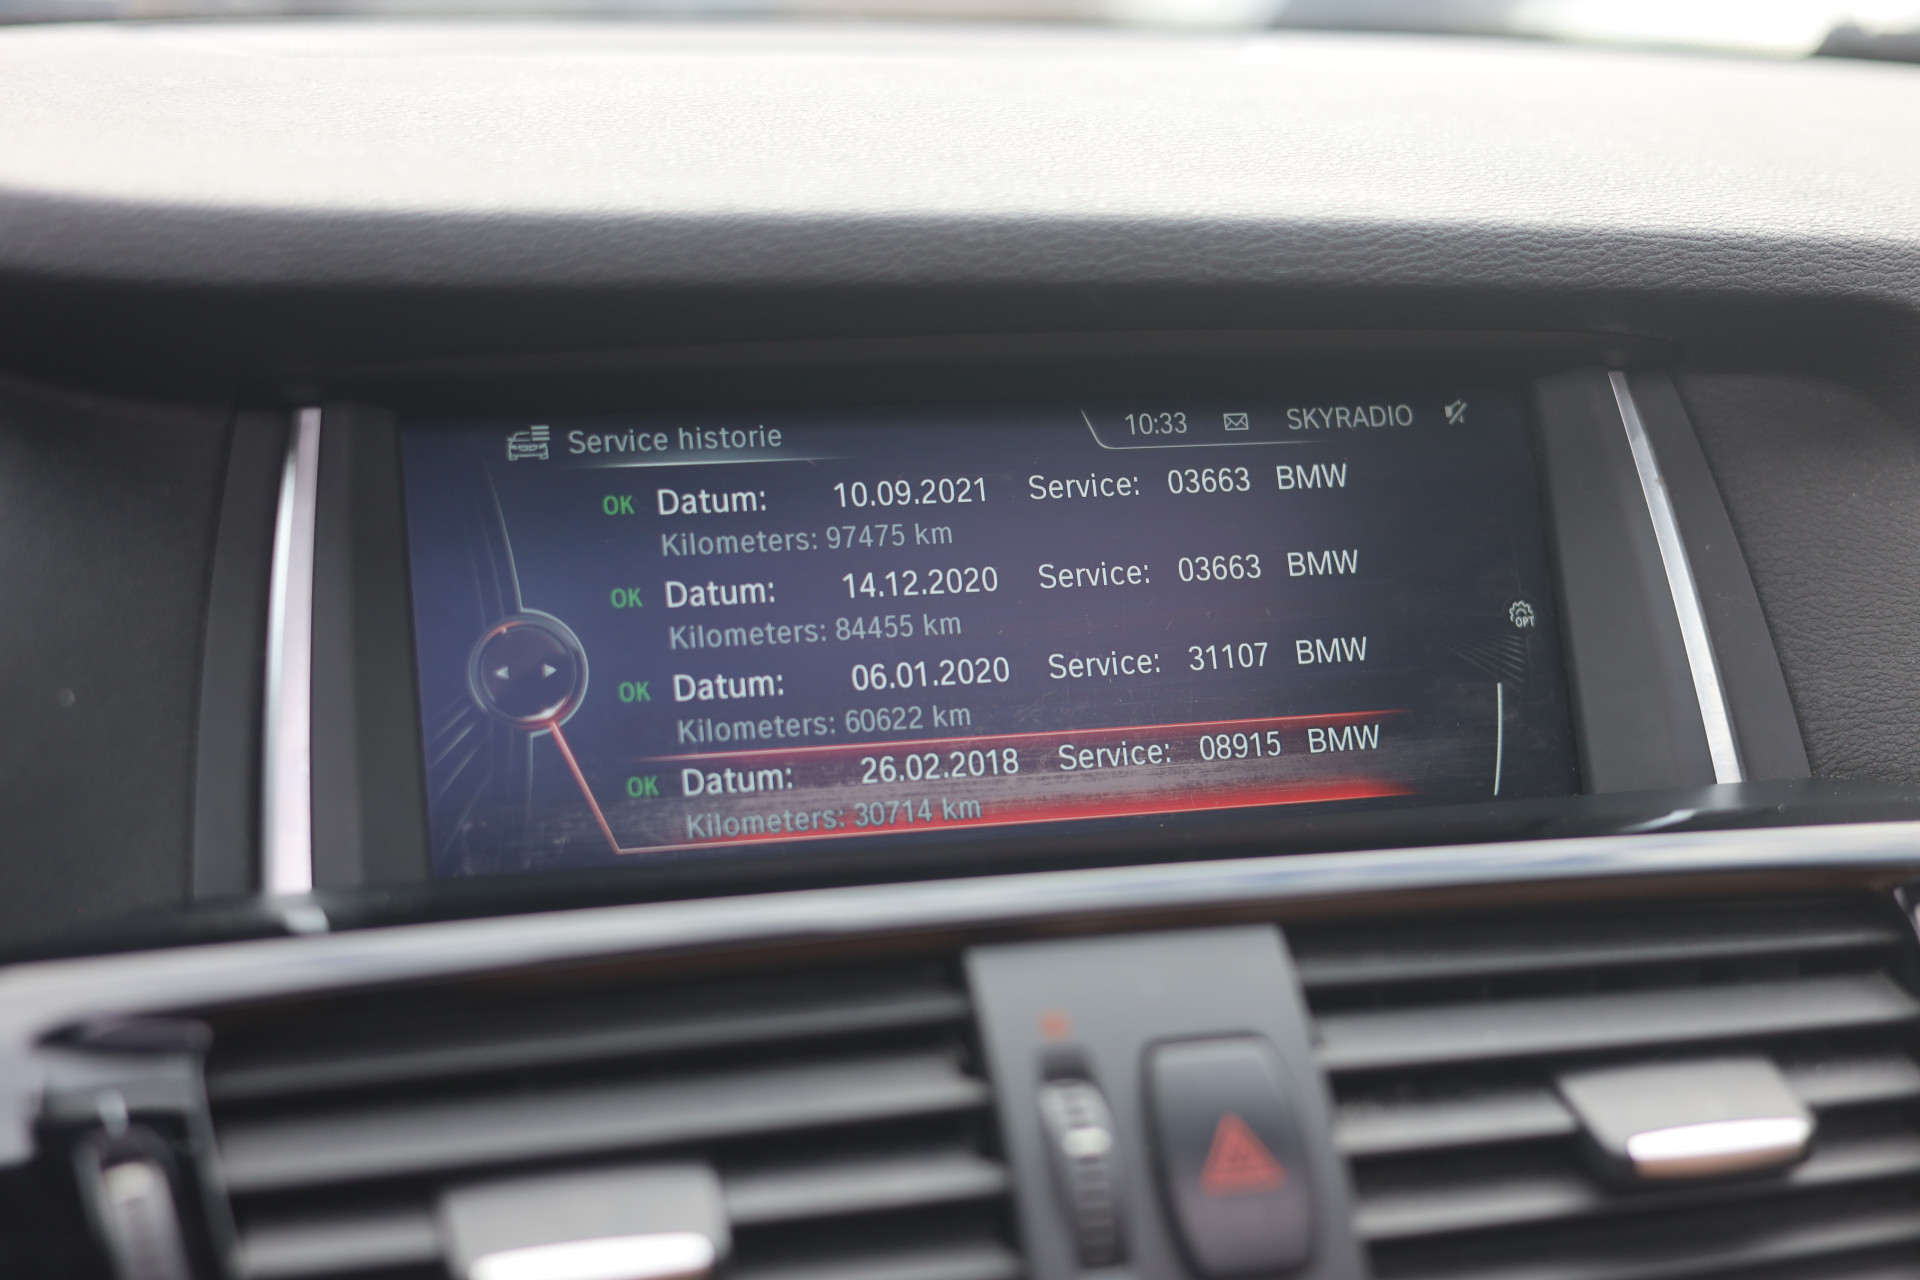 Service historie
10:33 SKYRADIO
OK Datum: 10.09.2021 Service: 03663 BMW
Kilometers: 97475 km
OK Datum: 14.12.2020 Service: 03663 BMW
Kilometers: 84455 km
OK Datum: 06.01.2020 Service: 31107 BMW
Kilometers: 60622 km
OK Datum: 26.02.2018 Service: 08915 BMW
Kilometers: 30714 km
OPT